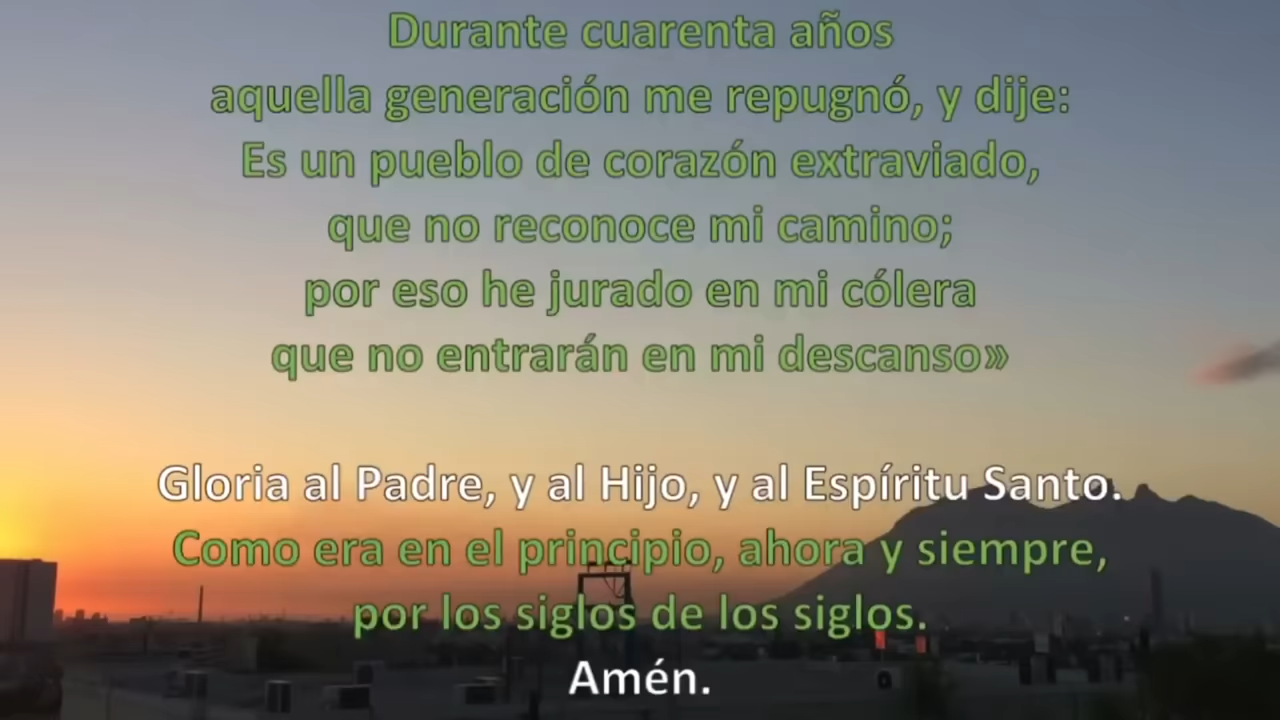 Durante cuarenta años
aquella generación me repugnó, y dije:
Es un pueblo de corazón extraviado,
que no reconoce mi camino;
por eso he jurado en mi cólera
que no entrarán en mi descanso»
Gloria al Padre, y al Hijo, y al Espíritu Santo.
Como era en el principio, ahora y siempre,
por los siglos de los siglos.
Amén.